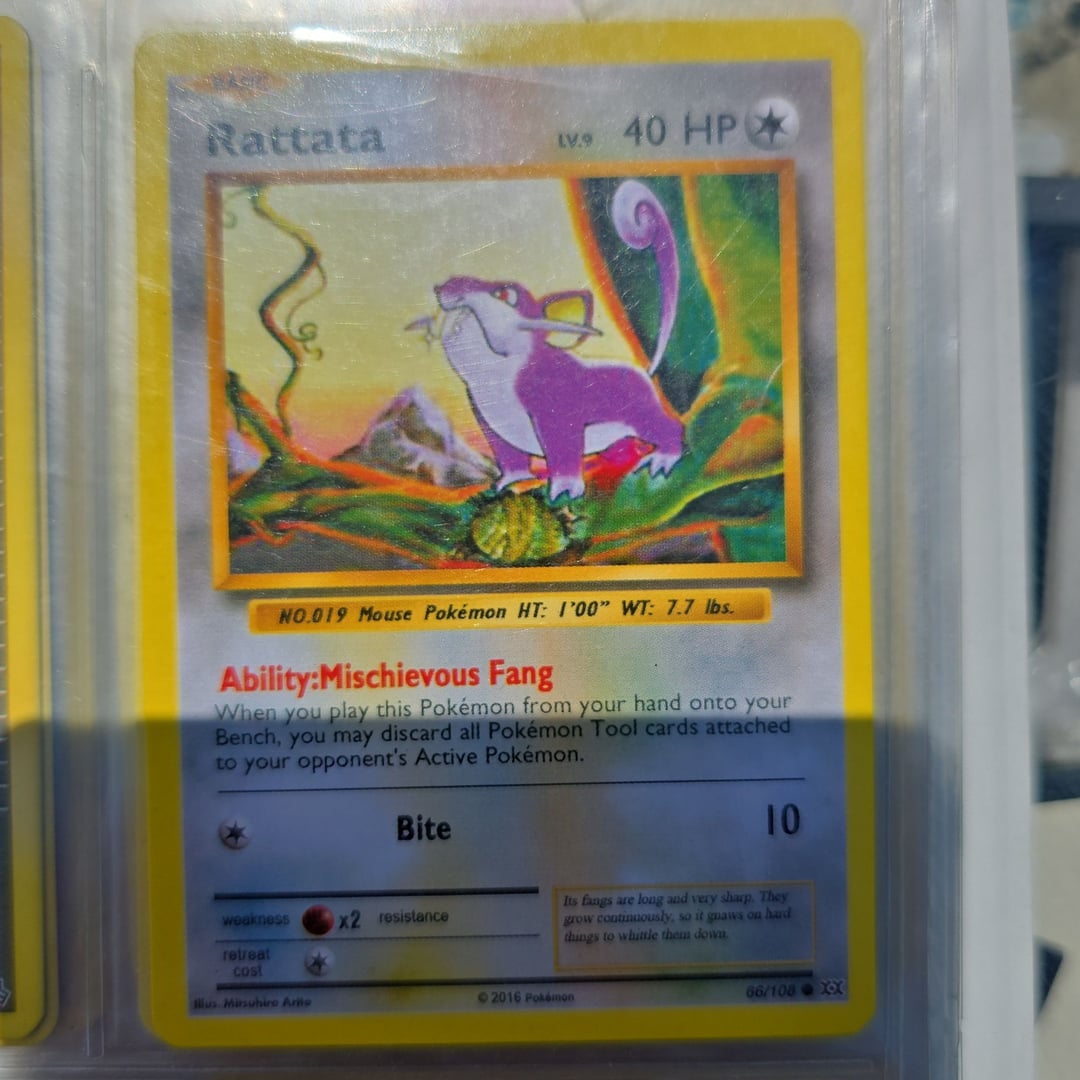 BASIC
Rattata LV.9 40 HP
NO.019 Mouse Pokémon HT: 1'00" WT: 7.7 lbs.
Ability:Mischievous Fang
When you play this Pokémon from your hand onto your
Bench, you may discard all Pokémon Tool cards attached
to your opponent's Active Pokémon.
Bite 10
weakness x2 resistance
retreat
cost
Its fangs are long and very sharp. They
grow continuously, so it gnaws on hard
things to whittle them down.
Illus. Mitsuhiro Arita
© 2016 Pokémon
66/108